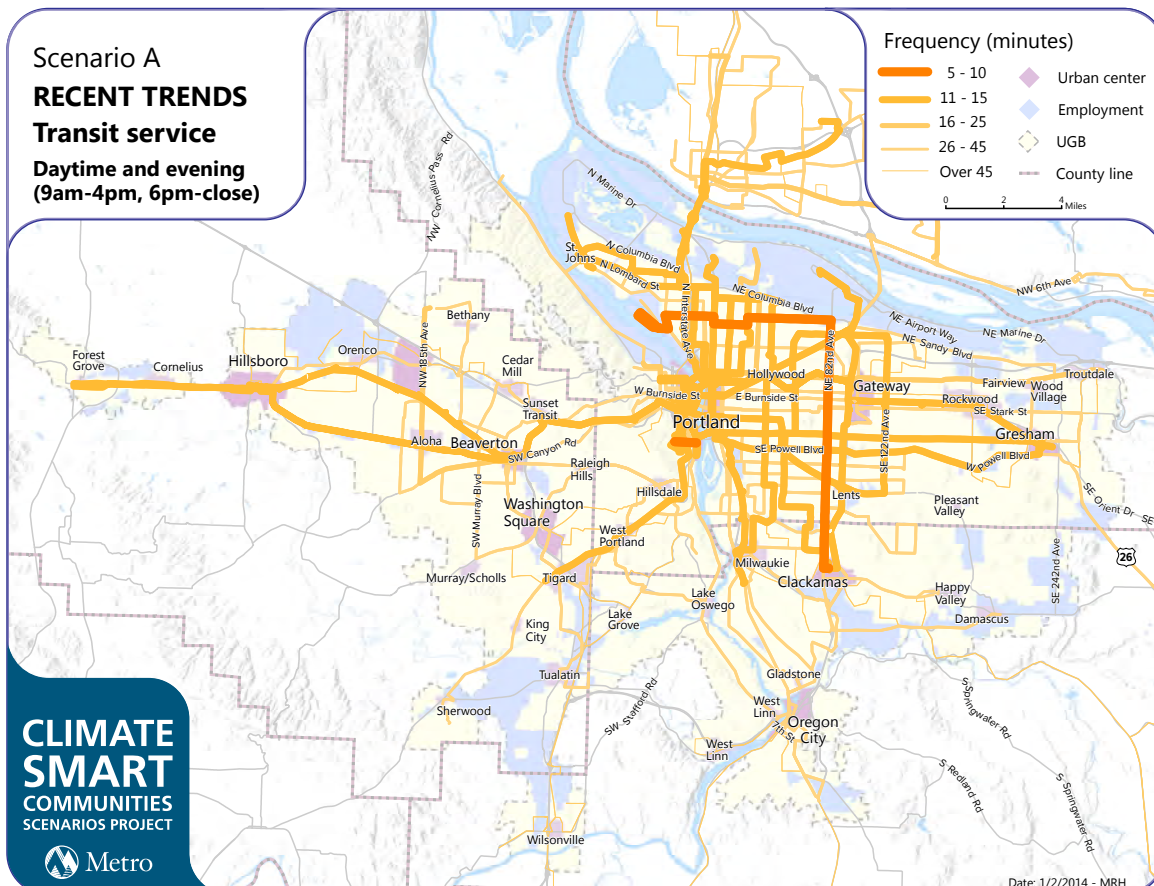 Scenario A
RECENT TRENDS
Transit service
Daytime and evening
(9am-4pm, 6pm-close)
Frequency (minutes)
5 - 10
11 - 15
16 - 25
26 - 45
Over 45
Urban center
Employment
UGB
County line
0 2 4
Miles
NW Cornelius Pass Rd
N Marine Dr
St.
Johns
N Columbia Blvd
N Lombard St
N Interstate Ave
NE Columbia Blvd
NW 6th Ave
NE Airport Way
NE Marine Dr
NE Sandy Blvd
Bethany
NW 185th Ave
Forest
Grove
Cornelius
Hillsboro
Orenco
Cedar
Mill
Sunset
Transit
W Burnside St
Hollywood
E Burnside St
NE 82nd Ave
Gateway
Fairview
Troutdale
Wood
Village
Rockwood
SE Stark St
Portland
Aloha
Beaverton
SW Canyon Rd
Raleigh
Hills
SE Powell Blvd
SE 122nd Ave
Gresham
W Powell Blvd
SW Murray Blvd
Washington
Square
Hillsdale
Lents
Pleasant
Valley
SE Orient Dr
SE
West
Portland
26
Murray/Scholls
Tigard
Milwaukie
Clackamas
SE 242nd Ave
Happy
Valley
Damascus
Lake
Oswego
Lake
Grove
King
City
Tualatin
Gladstone
Sherwood
SW Stafford Rd
West
Linn
Oregon
City
7th St
West
Linn
S Springwater Rd
S Redland Rd
S Springwater Rd
Wilsonville
CLIMATE
SMART
COMMUNITIES
SCENARIOS PROJECT
Metro
Date: 1/2/2014 - MRH